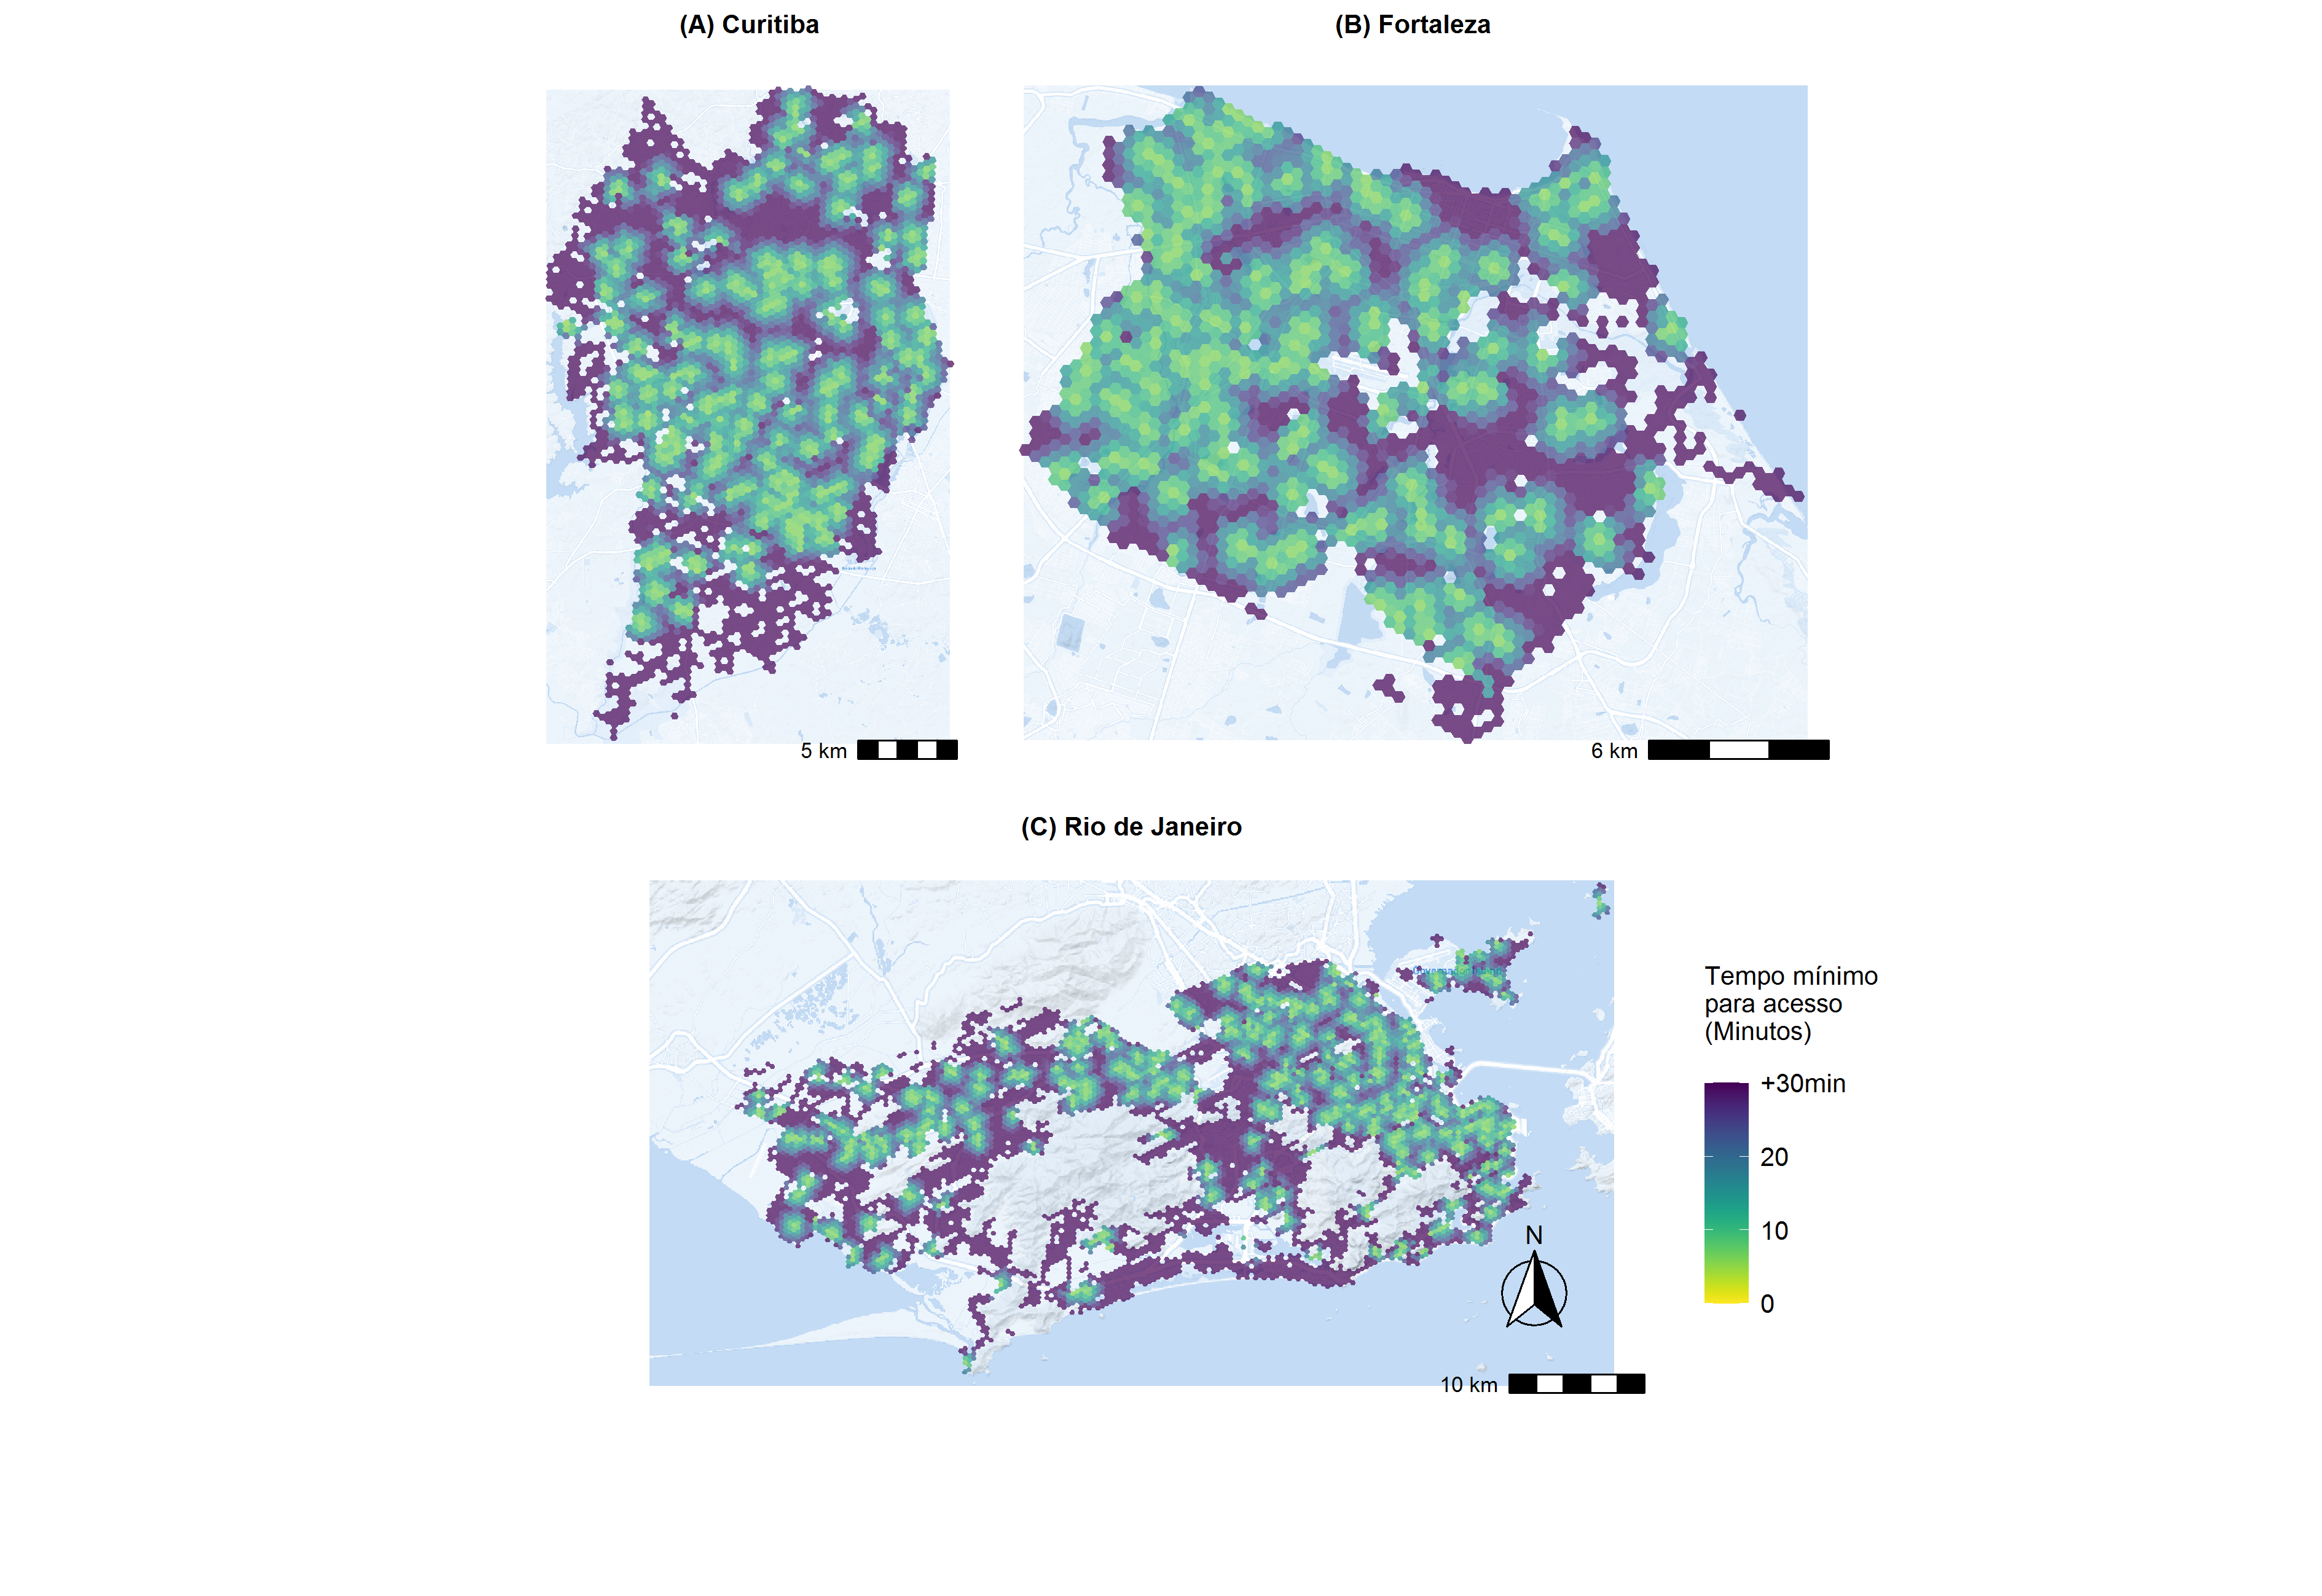 (A) Curitiba
(B) Fortaleza
5 km
6 km
(C) Rio de Janeiro
Tempo mínimo
para acesso
(Minutos)
+30min
20
10
0
N
10 km